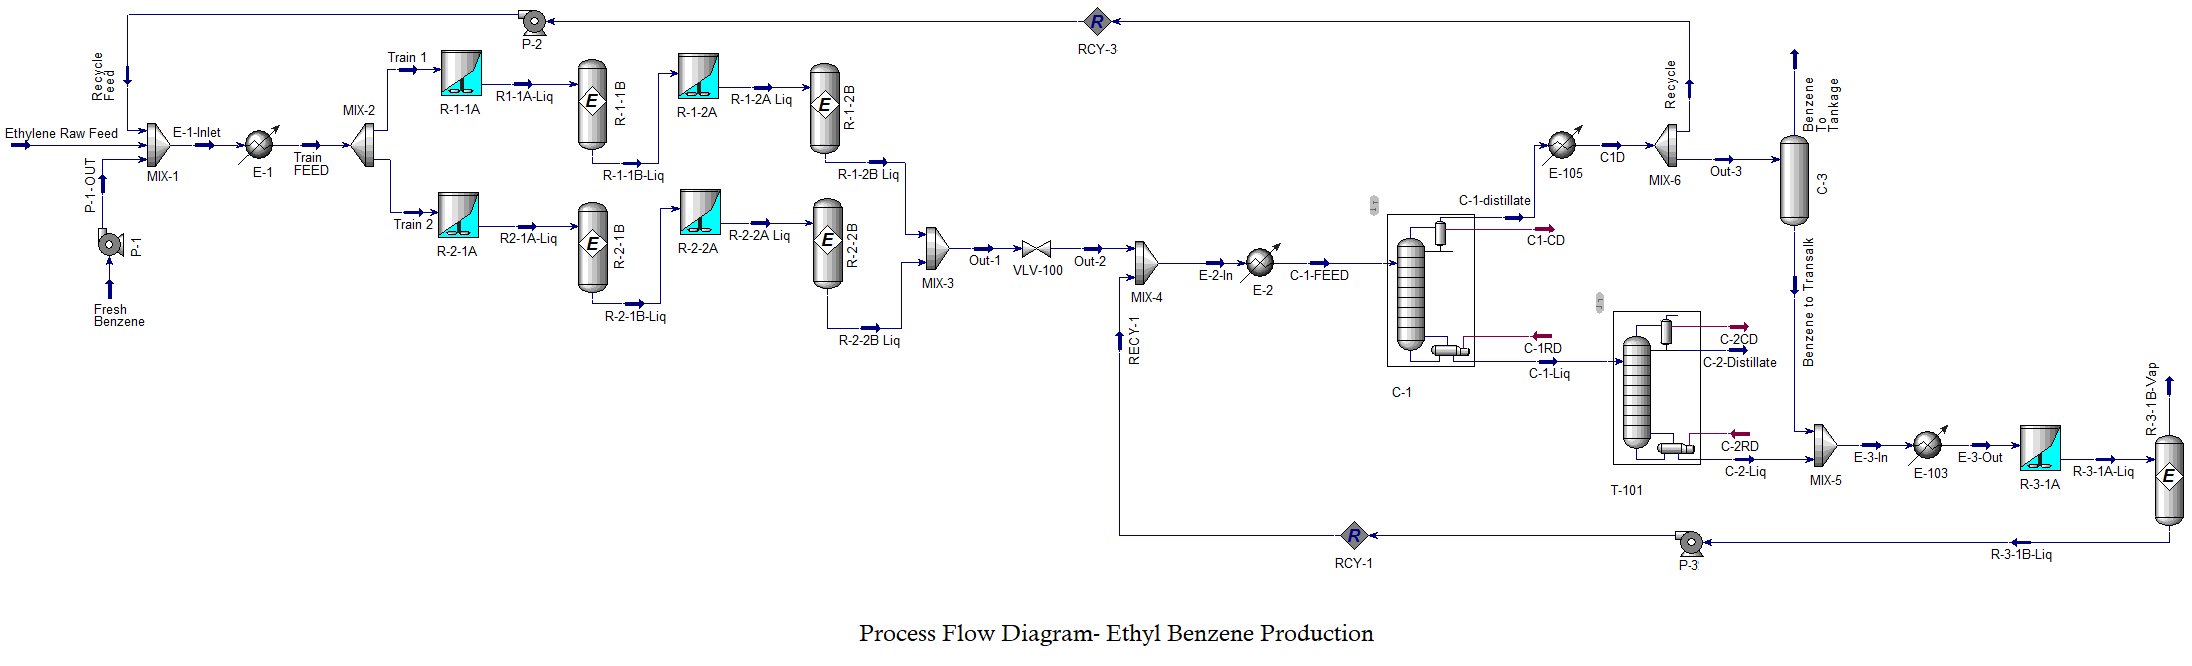 P-2
RCY-3
Recycle
Feed
Train 1
R-1-1A
R1-1A-Liq
E
R-1-1B
R-1-1B-Liq
R-1-2A
R-1-2A Liq
E
R-1-2B
R-1-2B Liq
Ethylene Raw Feed
MIX-1
E-1-Inlet
E-1
Train
FEED
MIX-2
P-1-OUT
P-1
Fresh
Benzene
Train 2
R-2-1A
R2-1A-Liq
E
R-2-1B
R-2-1B-Liq
R-2-2A
R-2-2A Liq
E
R-2-2B
R-2-2B Liq
MIX-3
Out-1
VLV-100
Out-2
MIX-4
E-2-In
E-2
C-1-FEED
C-1
C-1-distillate
C1-CD
C-1RD
C-1-Liq
E-105
C1D
MIX-6
Recycle
R
Out-3
C-3
Benzene
To
Tankage
Benzene to Transalk
T-101
C-2CD
C-2-Distillate
C-2RD
C-2-Liq
MIX-5
E-3-In
E-103
E-3-Out
R-3-1A
R-3-1A-Liq
R-3-1B-Vap
E
R-3-1B-Liq
P-3
R
RCY-1
RECY-1
Process Flow Diagram- Ethyl Benzene Production